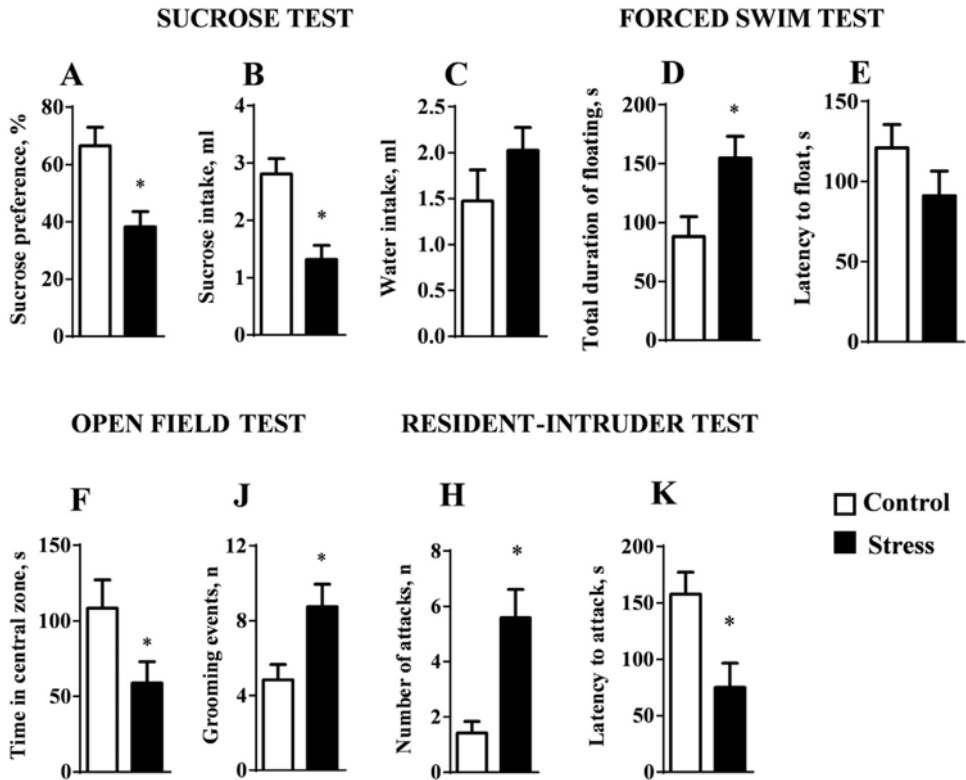 SUCROSE TEST
FORCED SWIM TEST
A
B
C
D
E
Sucrose preference, %
80
60
40
20
0
*
Sucrose intake, ml
4
3
2
1
0
*
Water intake, ml
2.5
2.0
1.5
1.0
0.5
0.0
Total duration of floating, s
200
150
100
50
0
*
Latency to float, s
150
100
50
0
OPEN FIELD TEST
RESIDENT-INTRUDER TEST
F
J
H
K
Time in central zone, s
150
100
50
0
*
Grooming events, n
12
8
4
0
*
Number of attacks, n
8
6
4
2
0
*
Latency to attack, s
200
150
100
50
0
*
Control
Stress